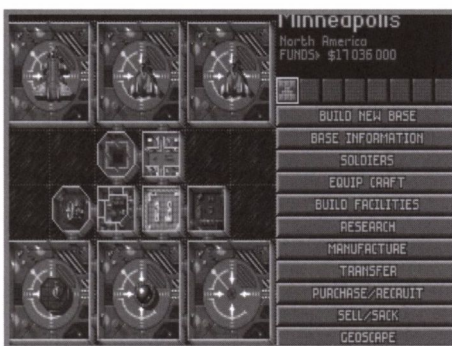 Minneapolis
North America
FUNDS> $17036000
BUILD NEW BASE
BASE INFORMATION
SOLDIERS
EQUIP CRAFT
BUILD FACILITIES
RESEARCH
MANUFACTURE
TRANSFER
PURCHASE/RECRUIT
SELL/SACK
GEOSCAPE